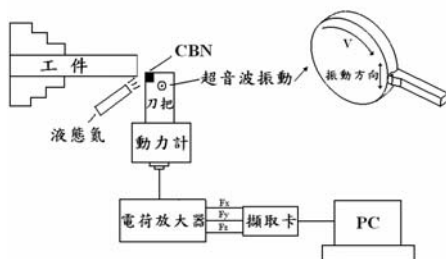 CBN
工件
超音波振動
刀把
液態氮
動力計
V
振動方向
電荷放大器
Fx
Fy
Fz
擷取卡
PC